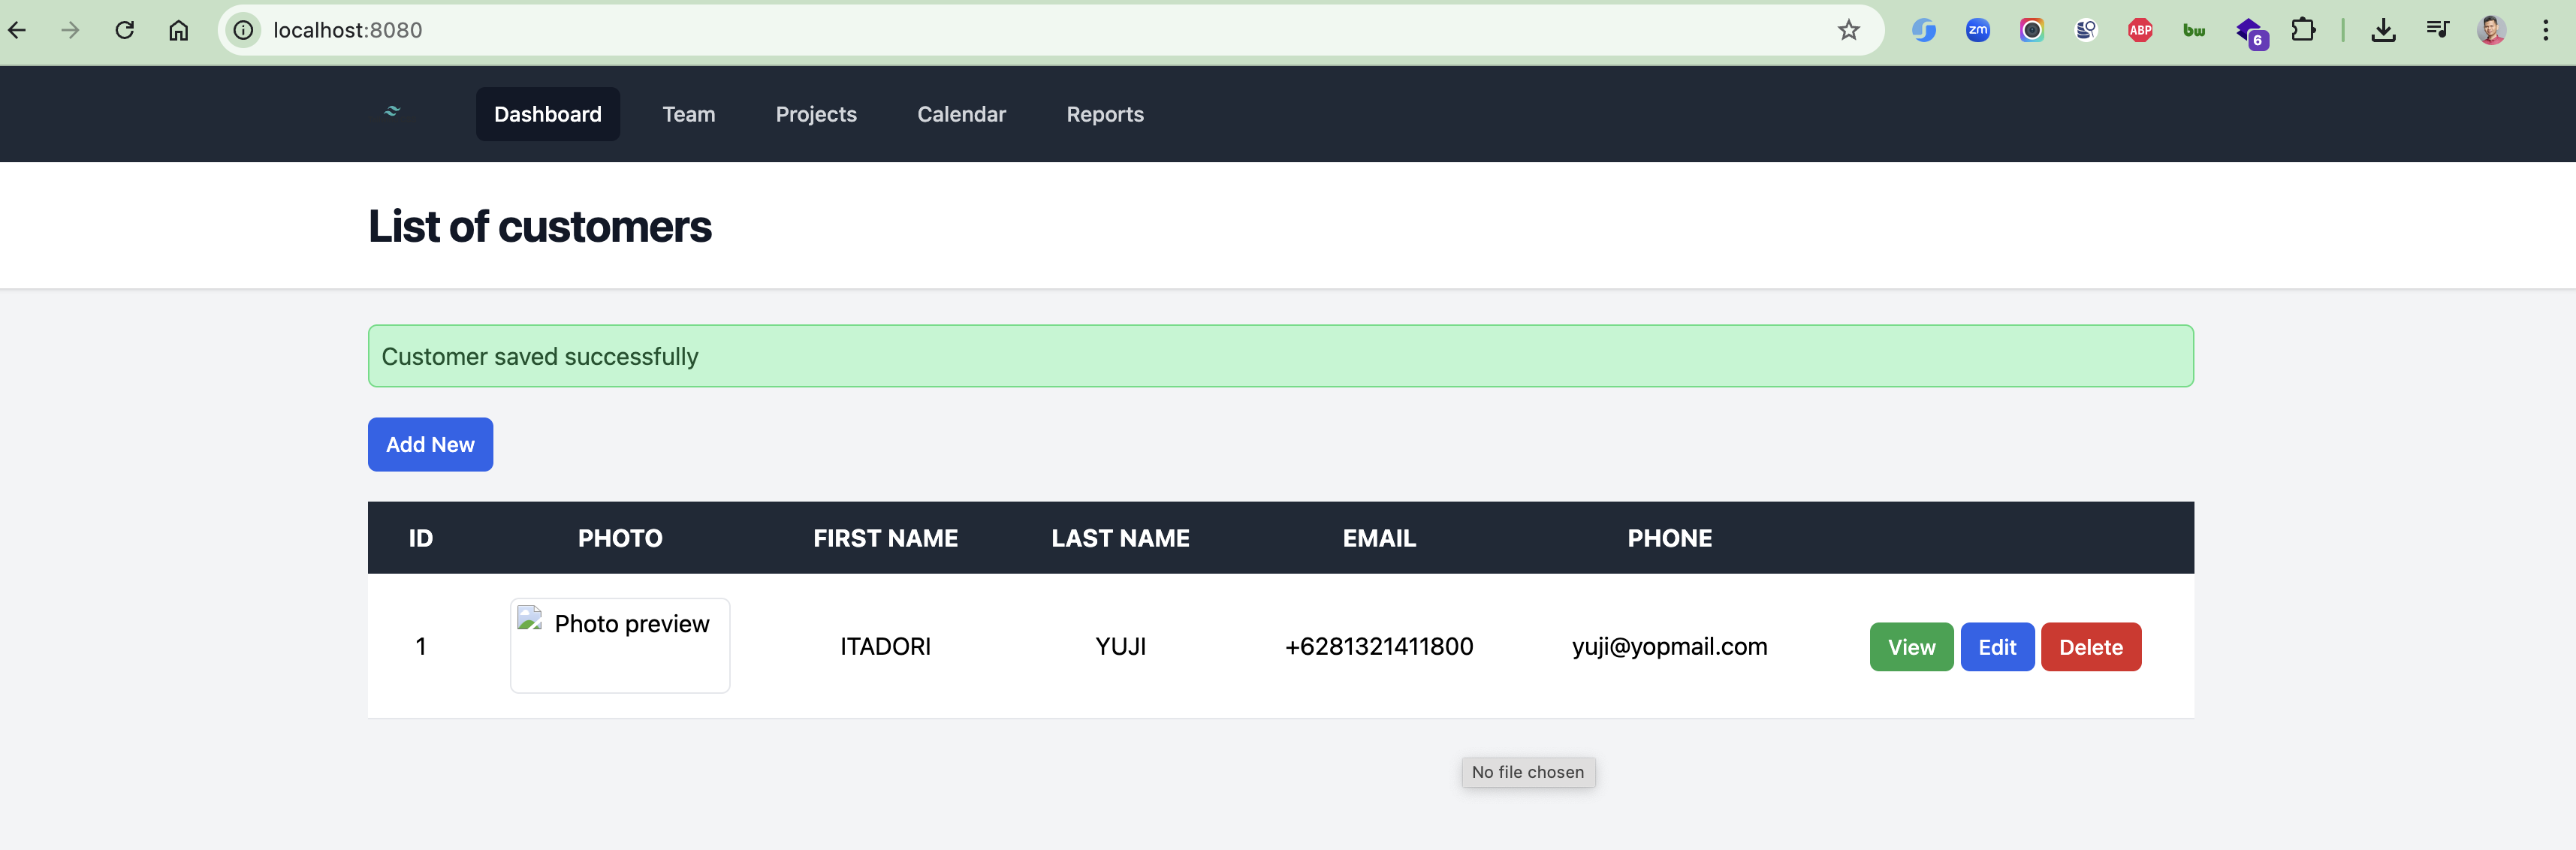 localhost:8080
zm
ABP
bw
6
Dashboard Team Projects Calendar Reports
List of customers
Customer saved successfully
Add New
ID PHOTO FIRST NAME LAST NAME EMAIL PHONE
1 Photo preview ITADORI YUJI +6281321411800 yuji@yopmail.com View Edit Delete
No file chosen